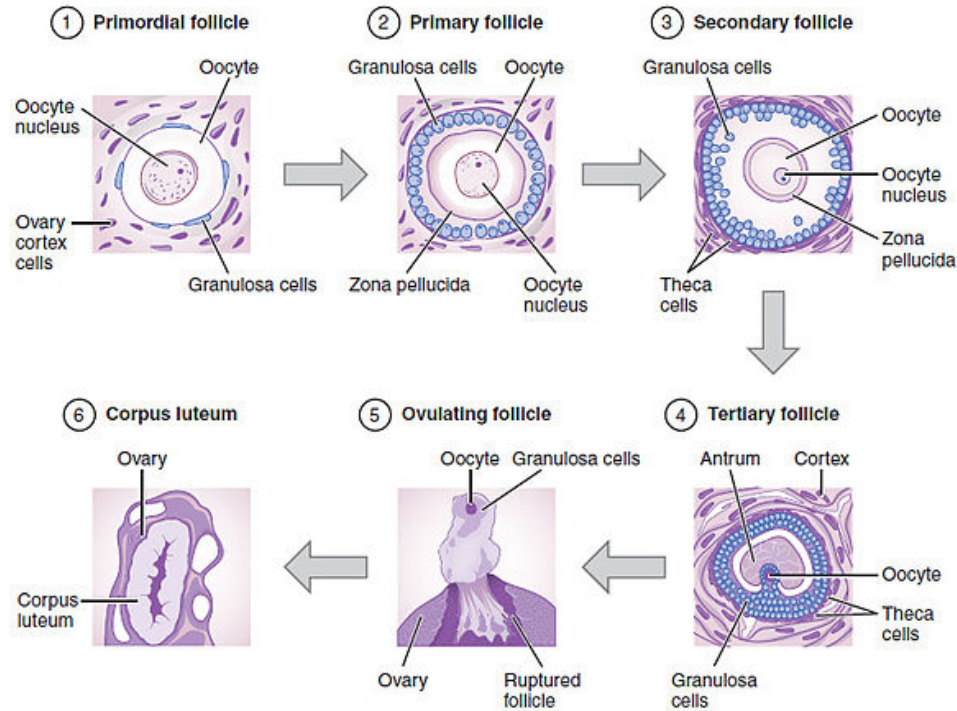 1 Primordial follicle
Oocyte
Oocyte
nucleus
Ovary
cortex
cells
Granulosa cells
2 Primary follicle
Granulosa cells
Oocyte
Zona pellucida
Oocyte
nucleus
3 Secondary follicle
Granulosa cells
Oocyte
Oocyte
nucleus
Zona
pellucida
Theca
cells
6 Corpus luteum
Ovary
Corpus
luteum
5 Ovulating follicle
Oocyte
Granulosa cells
Ovary
Ruptured
follicle
4 Tertiary follicle
Antrum
Cortex
Oocyte
Theca
cells
Granulosa
cells